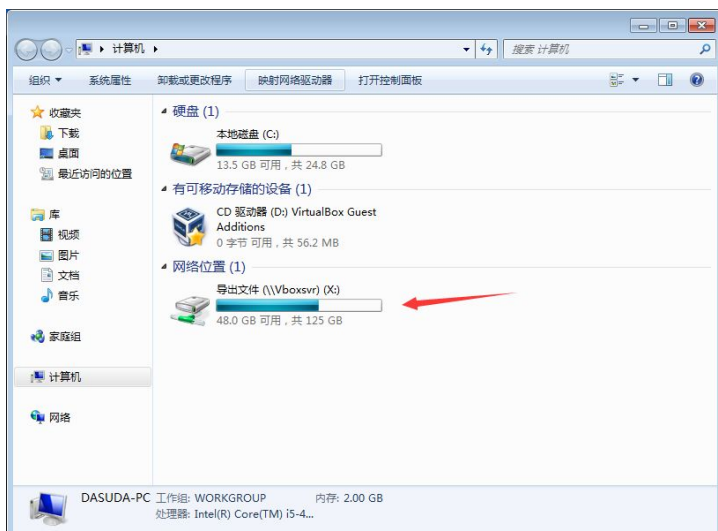 计算机
搜索 计算机
组织 系统属性 卸载或更改程序 映射网络驱动器 打开控制面板
收藏夹
下载
桌面
最近访问的位置
库
视频
图片
文档
音乐
家庭组
计算机
网络
硬盘 (1)
本地磁盘 (C:)
13.5 GB 可用，共 24.8 GB
有可移动存储的设备 (1)
CD 驱动器 (D:) VirtualBox Guest
Additions
0 字节 可用，共 56.2 MB
网络位置 (1)
导出文件 (\\Vboxsvr) (X:)
48.0 GB 可用，共 125 GB
DASUDA-PC 工作组: WORKGROUP 内存: 2.00 GB
处理器: Intel(R) Core(TM) i5-4...